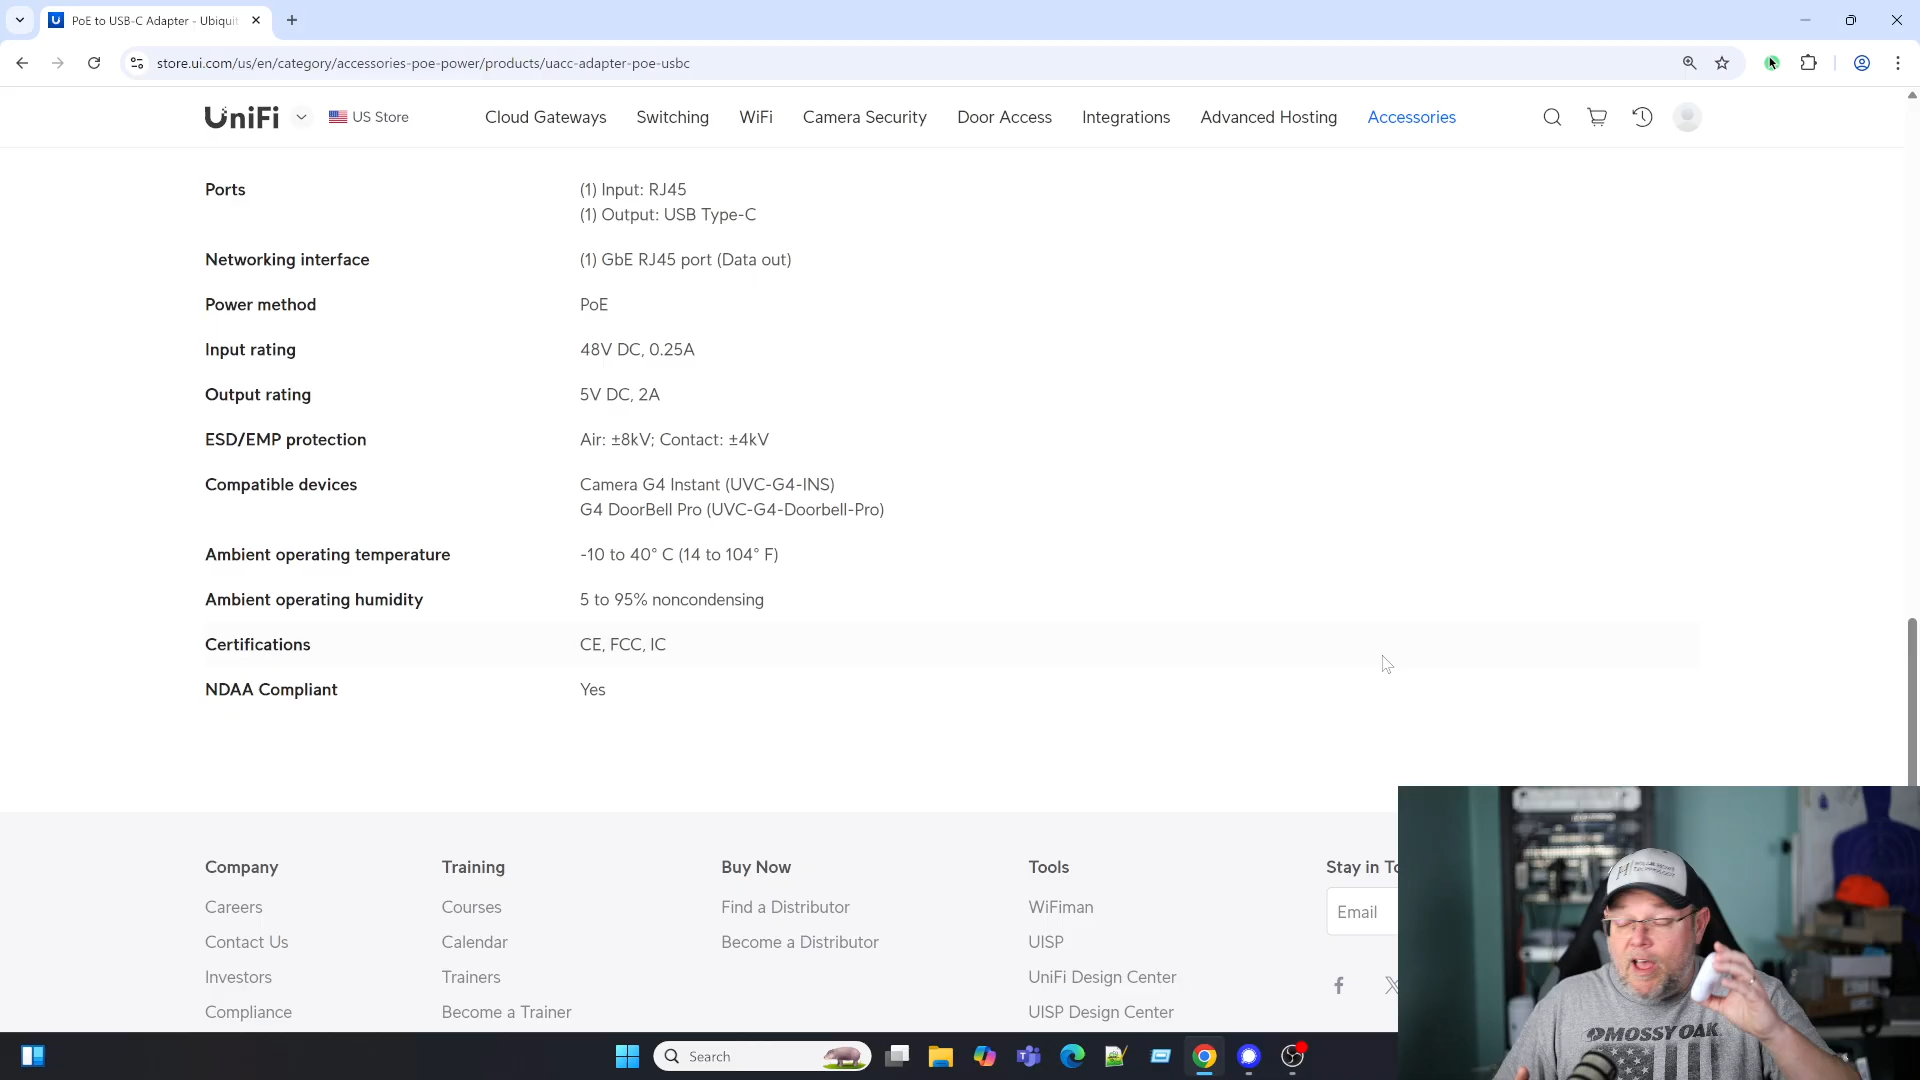 PoE to USB-C Adapter - Ubiquit
store.ui.com/us/en/category/accessories-poe-power/products/uacc-adapter-poe-usbc
UniFi
US Store
Cloud Gateways
Switching
WiFi
Camera Security
Door Access
Integrations
Advanced Hosting
Accessories
Ports
(1) Input: RJ45
(1) Output: USB Type-C
Networking interface
(1) GbE RJ45 port (Data out)
Power method
PoE
Input rating
48V DC, 0.25A
Output rating
5V DC, 2A
ESD/EMP protection
Air: ±8kV; Contact: ±4kV
Compatible devices
Camera G4 Instant (UVC-G4-INS)
G4 DoorBell Pro (UVC-G4-Doorbell-Pro)
Ambient operating temperature
-10 to 40° C (14 to 104° F)
Ambient operating humidity
5 to 95% noncondensing
Certifications
CE, FCC, IC
NDAA Compliant
Yes
Company
Careers
Contact Us
Investors
Compliance
Training
Courses
Calendar
Trainers
Become a Trainer
Buy Now
Find a Distributor
Become a Distributor
Tools
WiFiman
UISP
UniFi Design Center
UISP Design Center
Stay in To
Email
MOSSY OAK
Search